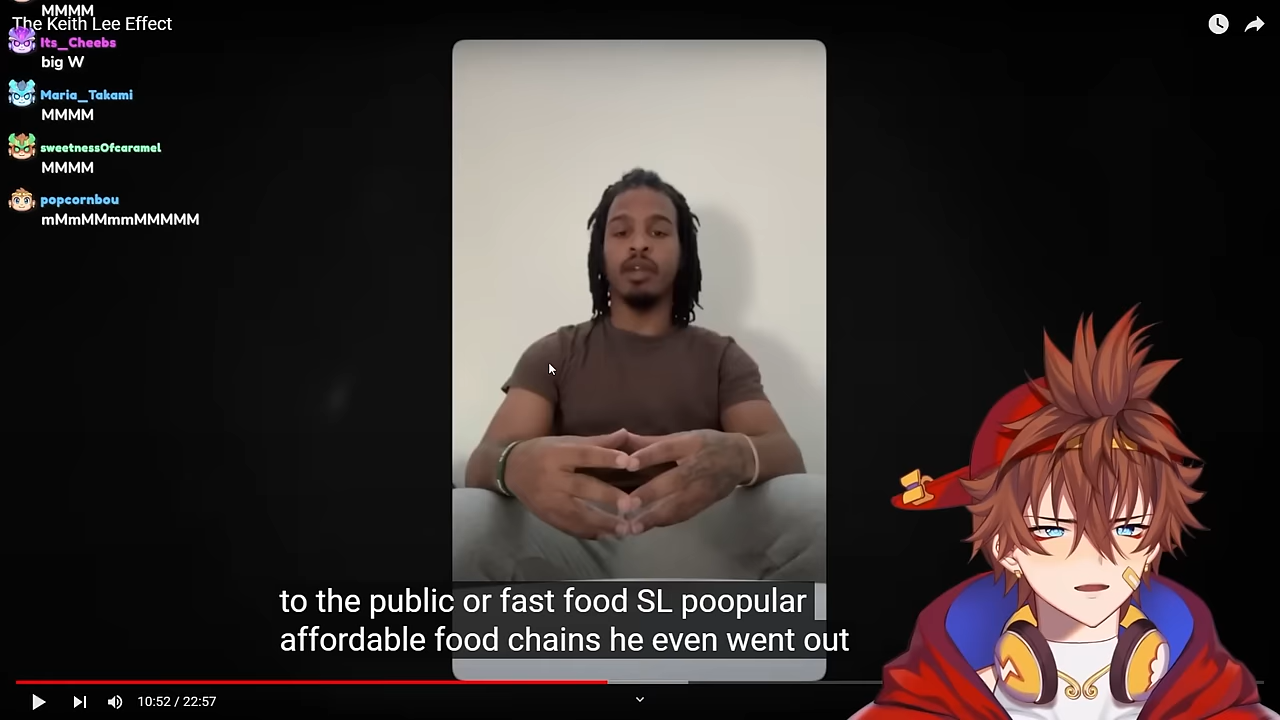 MMMM
The Keith Lee Effect
Its_Cheebs
big W
Maria_Takami
MMMM
sweetnessOfcaramel
MMMM
popcornbou
mMmMMmmMMMMM
to the public or fast food SL poopular
affordable food chains he even went out
10:52 / 22:57